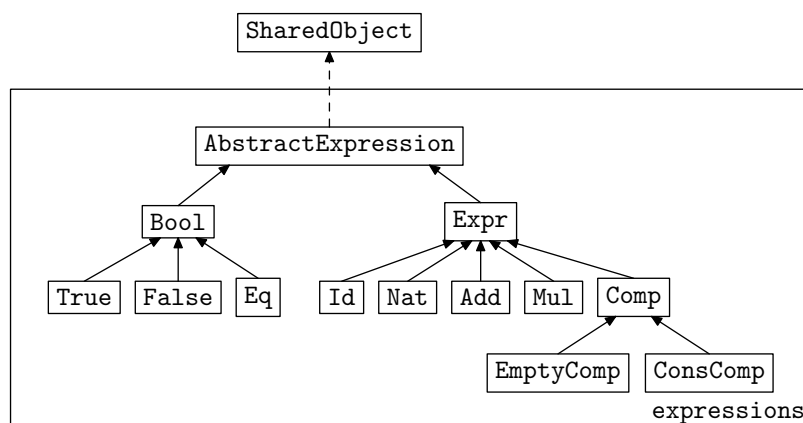 SharedObject
AbstractExpression
Bool
Expr
True
False
Eq
Id
Nat
Add
Mul
Comp
EmptyComp
ConsComp
expressions